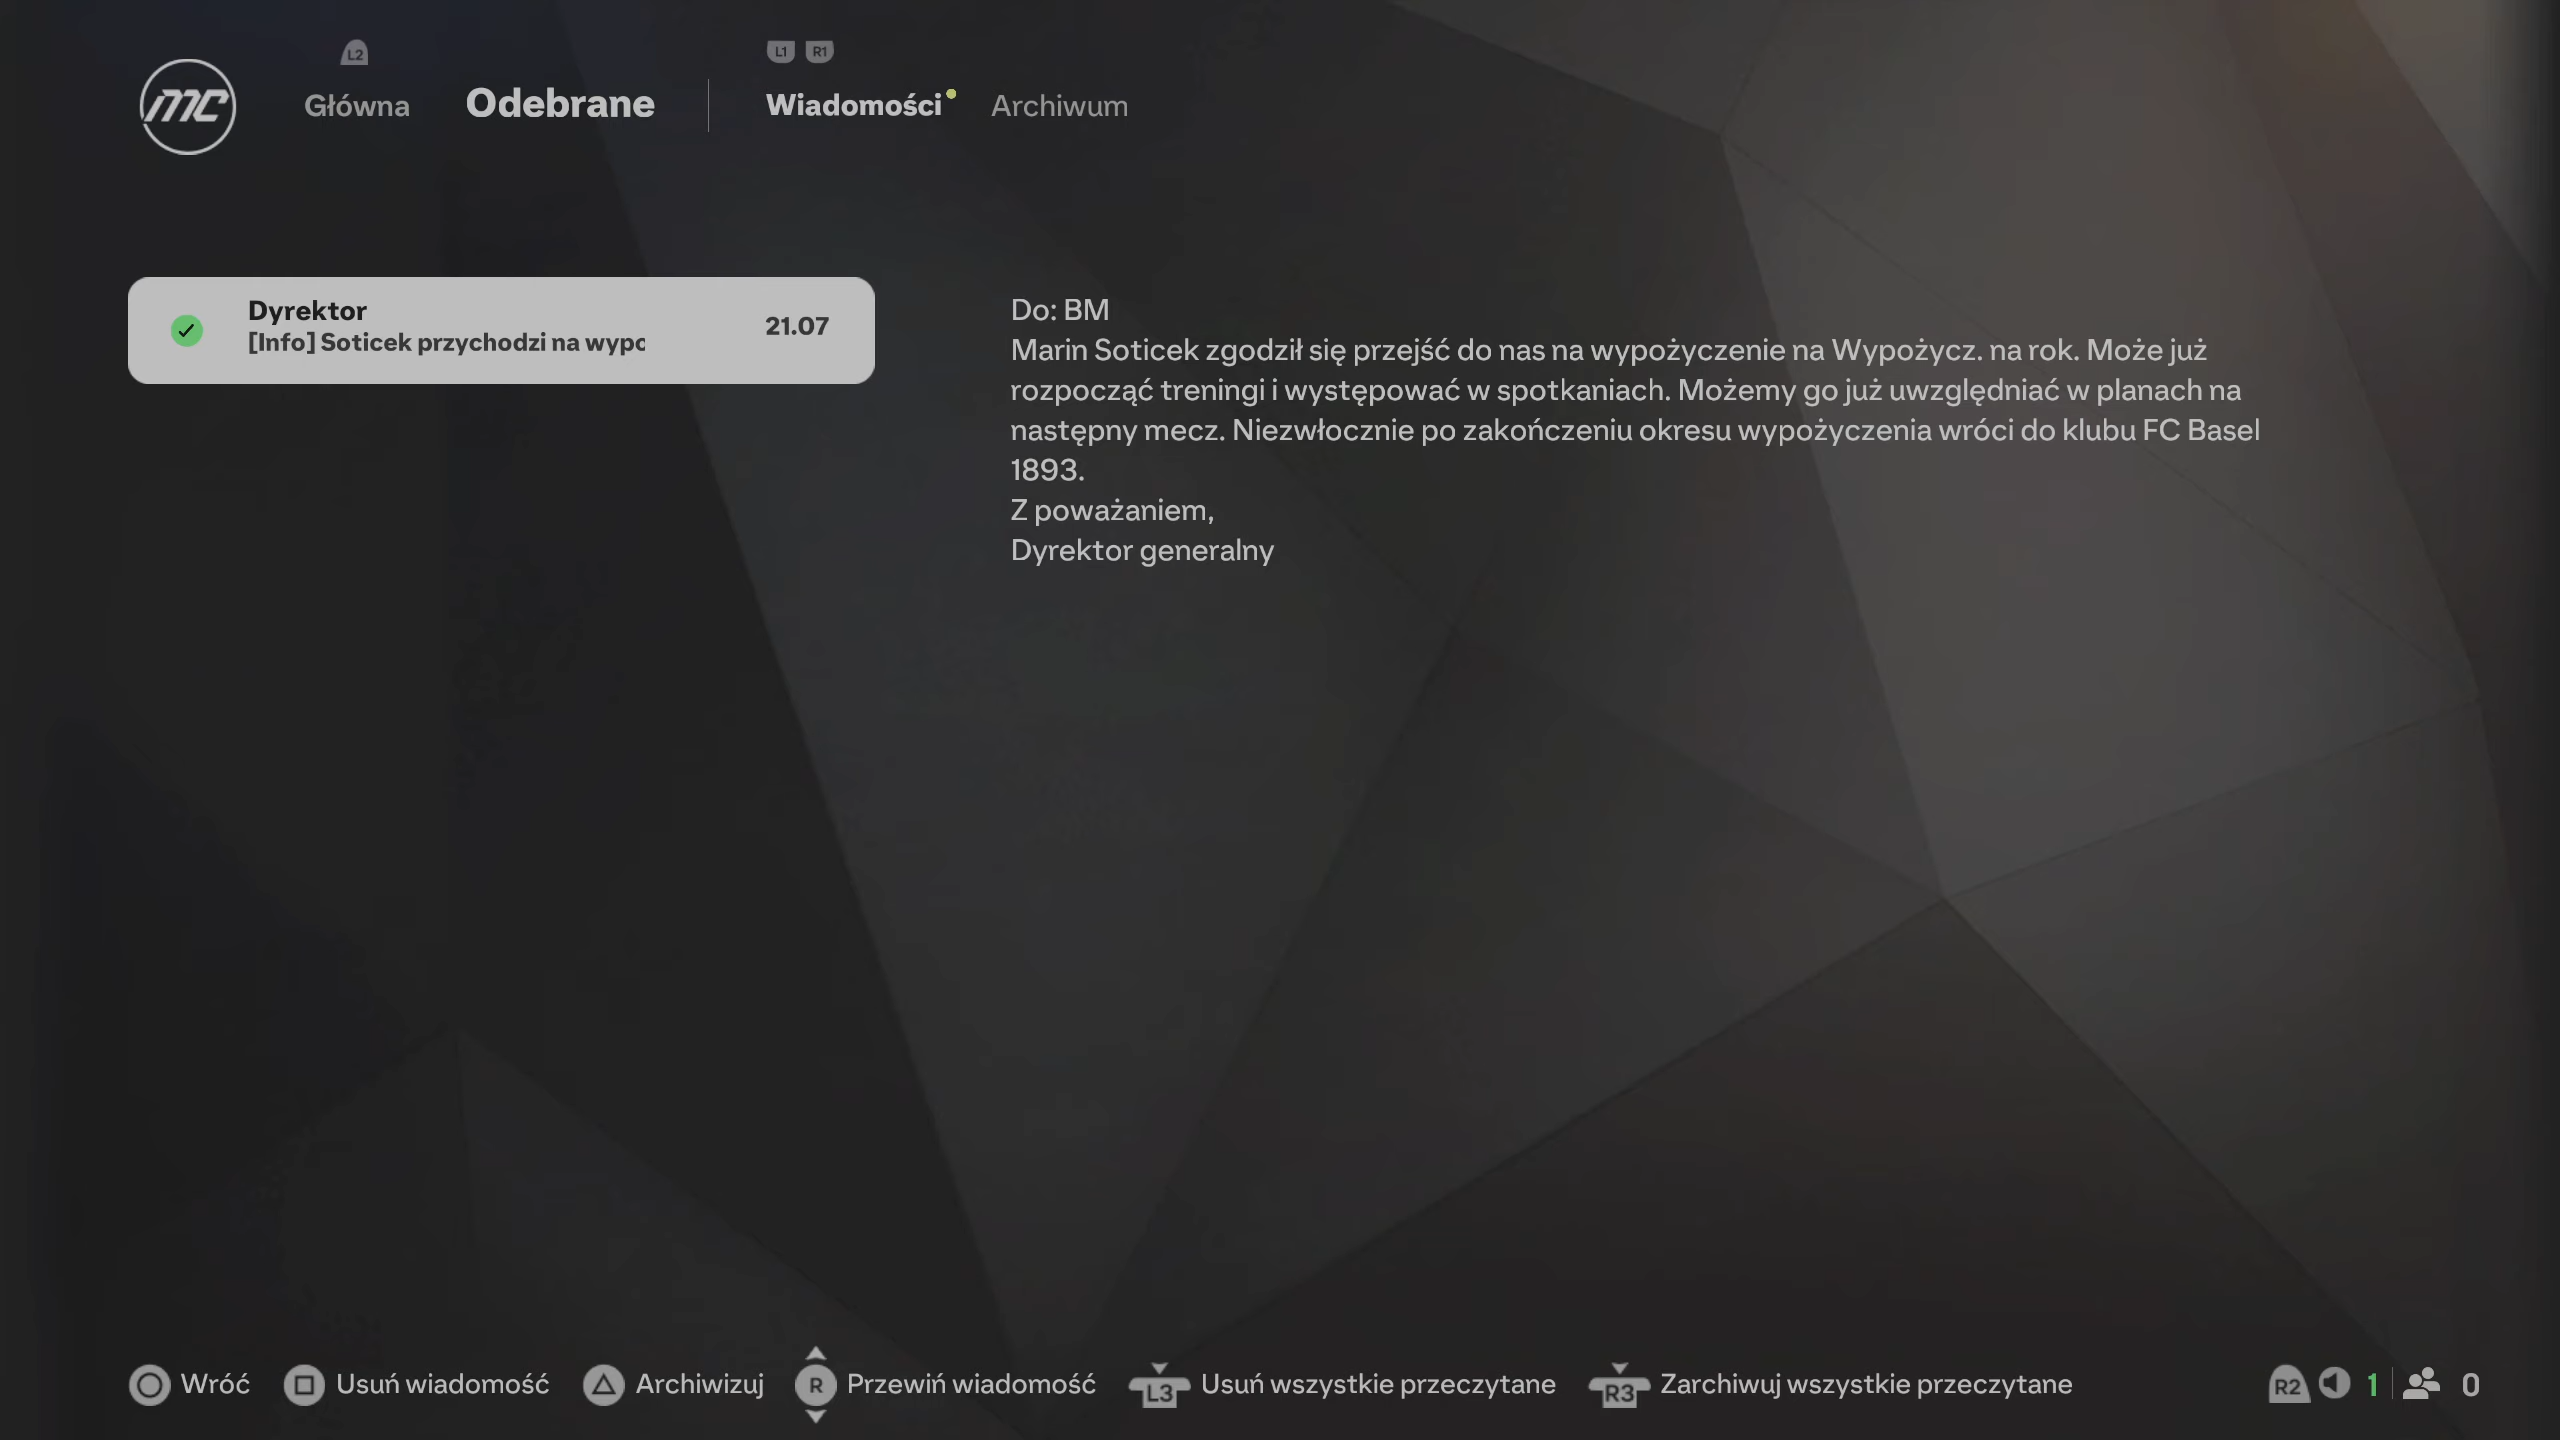 L2
L1 R1
MC
Główna
Odebrane
Wiadomości
Archiwum
Dyrektor
[Info] Soticek przychodzi na wypo
21.07
Do: BM
Marin Soticek zgodził się przejść do nas na wypożyczenie na Wypożycz. na rok. Może już
rozpocząć treningi i występować w spotkaniach. Możemy go już uwzględniać w planach na
następny mecz. Niezwłocznie po zakończeniu okresu wypożyczenia wróci do klubu FC Basel
1893.
Z poważaniem,
Dyrektor generalny
Wróć
Usuń wiadomość
Archiwizuj
R Przewiń wiadomość
L3 Usuń wszystkie przeczytane
R3 Zarchiwuj wszystkie przeczytane
R2 1 0